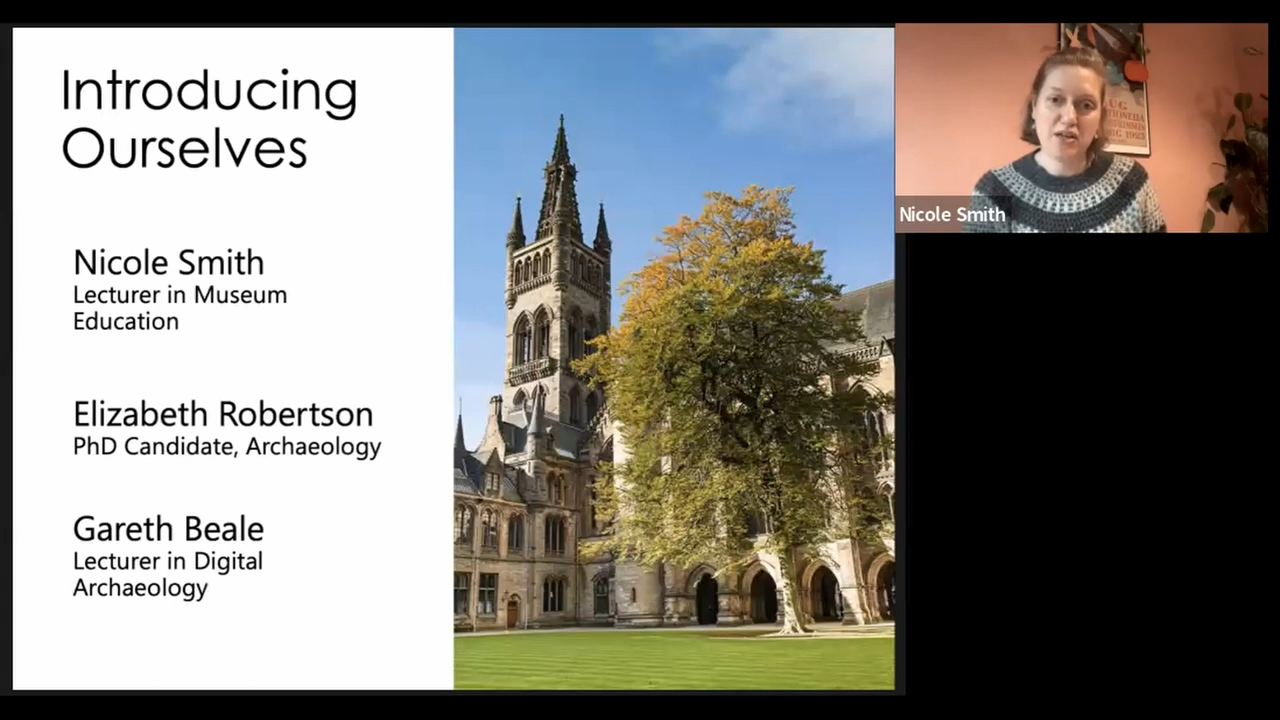 Introducing
Ourselves
Nicole Smith
Lecturer in Museum
Education
Elizabeth Robertson
PhD Candidate, Archaeology
Gareth Beale
Lecturer in Digital
Archaeology
Nicole Smith